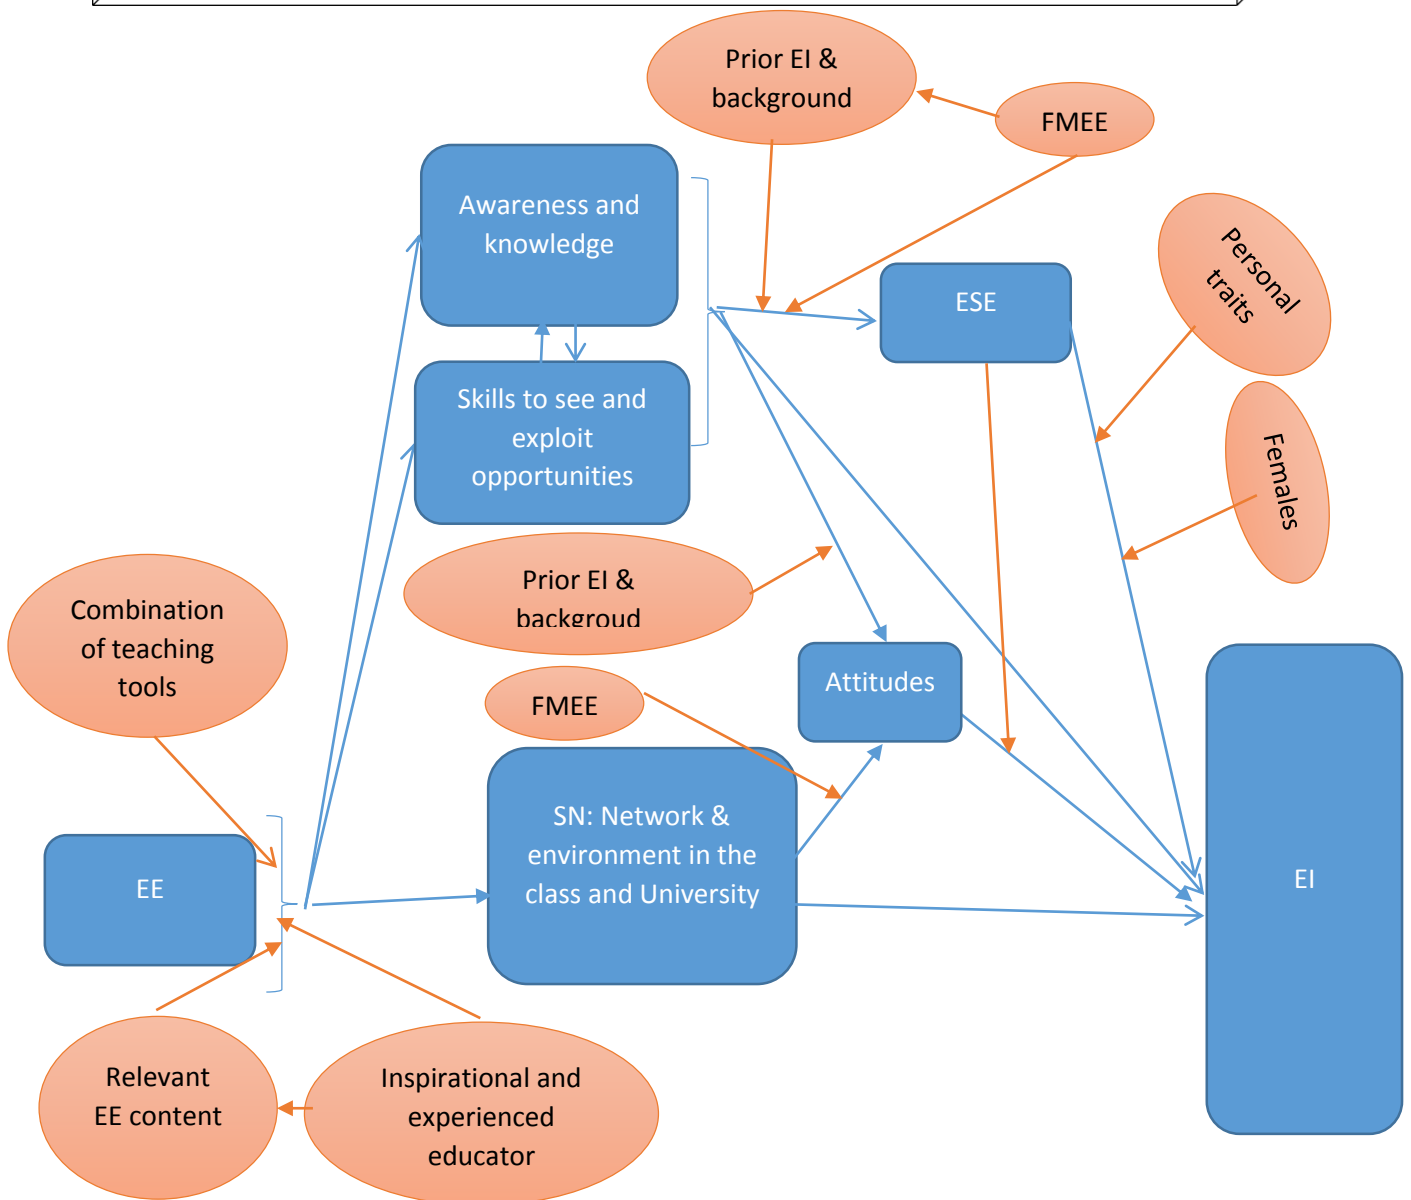 Prior EI &
background
FMEE
Awareness and
knowledge
Personal
traits
ESE
Skills to see and
exploit
opportunities
Females
Prior EI &
backgroud
Combination
of teaching
tools
Attitudes
FMEE
SN: Network &
environment in the
class and University
EE
EI
Relevant
EE content
Inspirational and
experienced
educator